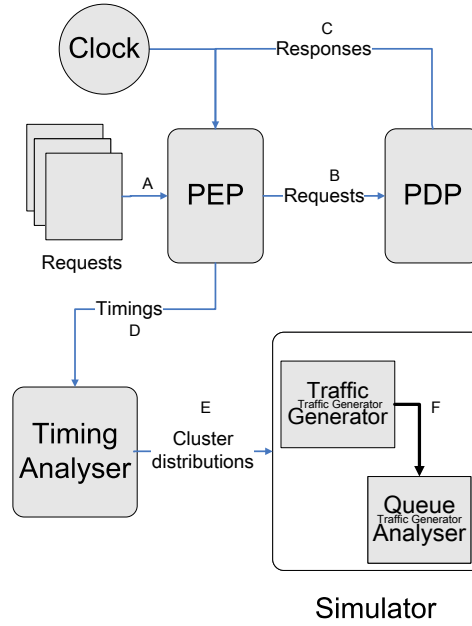 Clock
C
Responses
A
PEP
B
Requests
PDP
Requests
Timings
D
Timing
Analyser
E
Cluster
distributions
Traffic
Traffic Generator
Generator
F
Queue
Traffic Generator
Analyser
Simulator